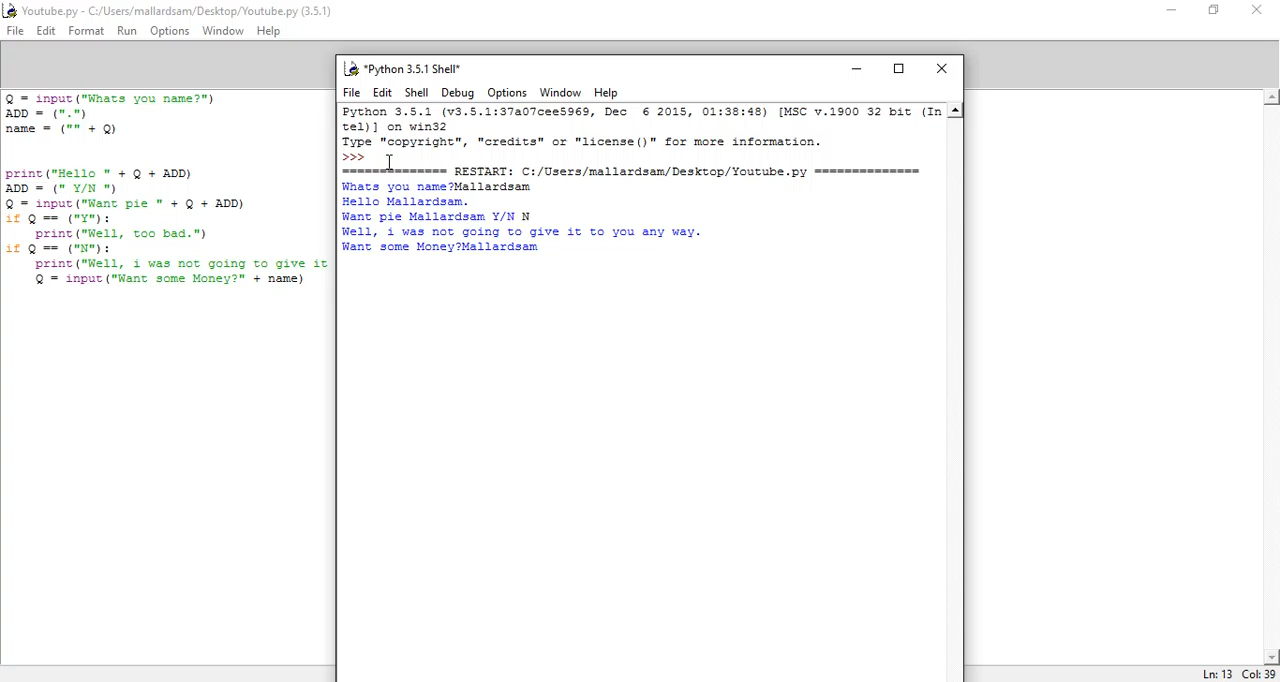 Youtube.py - C:/Users/mallardsam/Desktop/Youtube.py (3.5.1)
File Edit Format Run Options Window Help
Q = input("Whats you name?")
ADD = (".")
name = ("" + Q)
print("Hello " + Q + ADD)
ADD = (" Y/N ")
Q = input("Want pie " + Q + ADD)
if Q == ("Y"):
    print("Well, too bad.")
if Q == ("N"):
    print("Well, i was not going to give it
    Q = input("Want some Money?" + name)
*Python 3.5.1 Shell*
File Edit Shell Debug Options Window Help
Python 3.5.1 (v3.5.1:37a07cee5969, Dec  6 2015, 01:38:48) [MSC v.1900 32 bit (In
tel)] on win32
Type "copyright", "credits" or "license()" for more information.
>>>
============== RESTART: C:/Users/mallardsam/Desktop/Youtube.py ==============
Whats you name?Mallardsam
Hello Mallardsam.
Want pie Mallardsam Y/N N
Well, i was not going to give it to you any way.
Want some Money?Mallardsam
Ln: 13 Col: 39